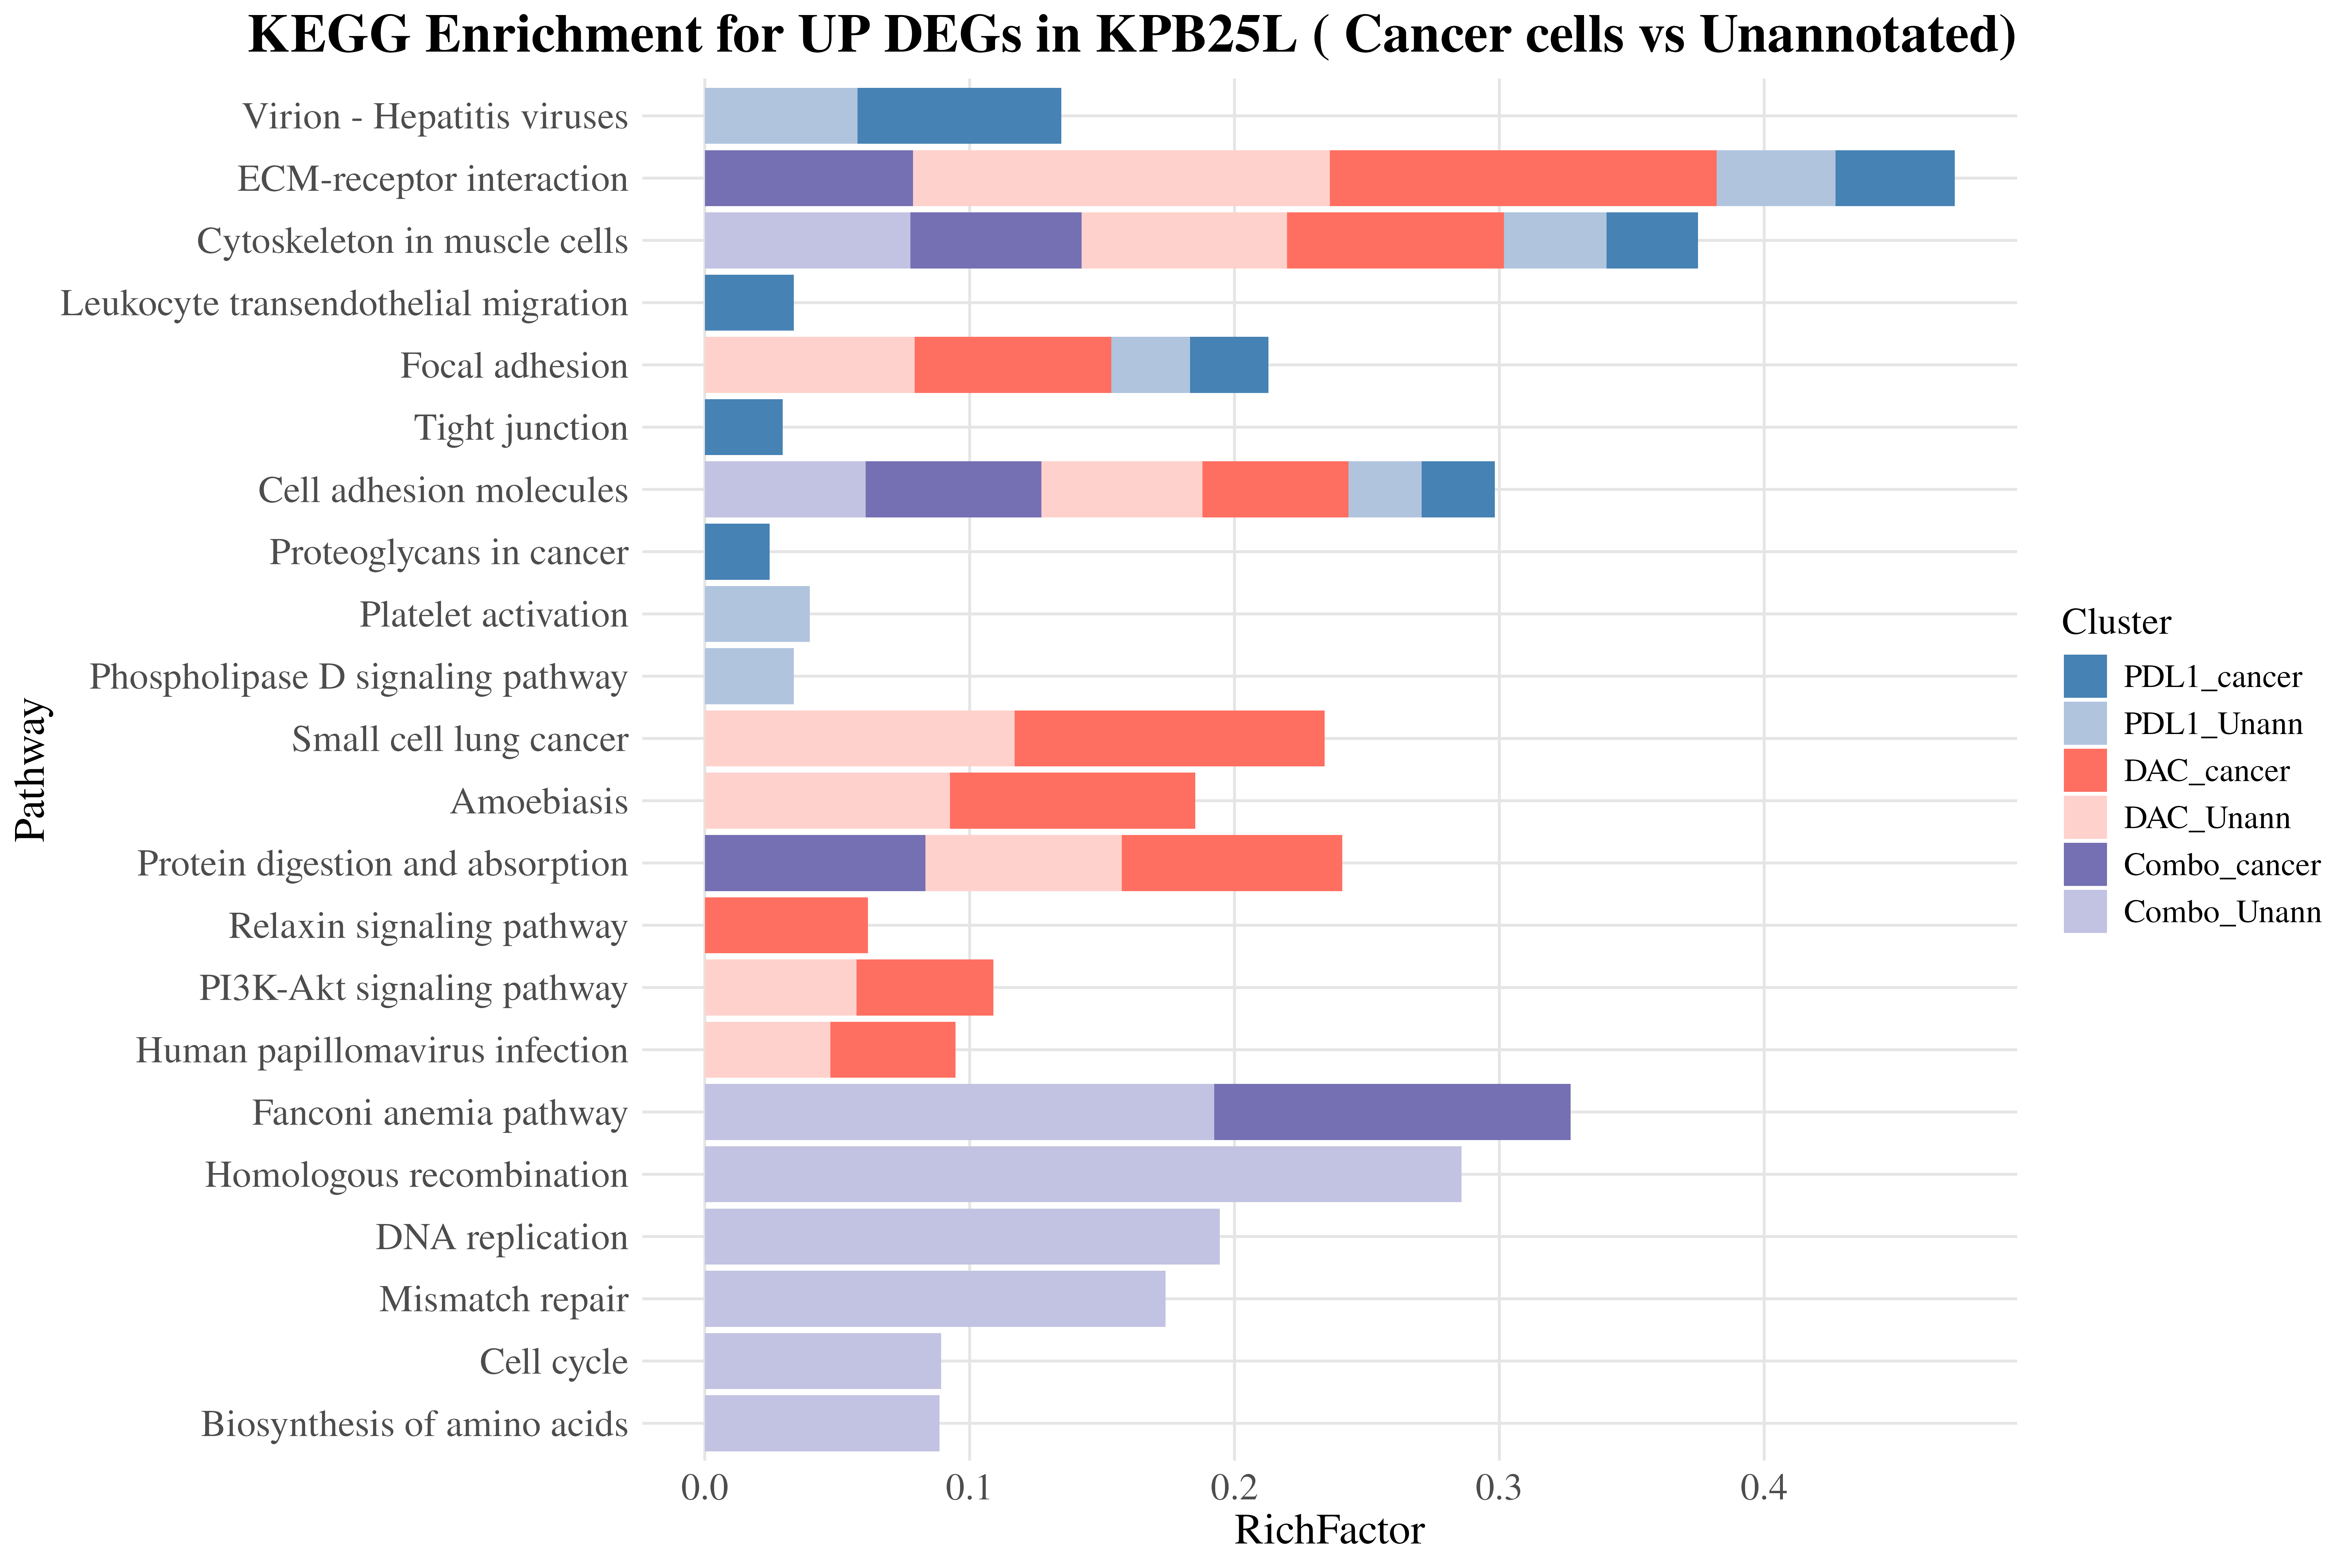 KEGG Enrichment for UP DEGs in KPB25L ( Cancer cells vs Unannotated)
Pathway
Virion - Hepatitis viruses
ECM-receptor interaction
Cytoskeleton in muscle cells
Leukocyte transendothelial migration
Focal adhesion
Tight junction
Cell adhesion molecules
Proteoglycans in cancer
Platelet activation
Phospholipase D signaling pathway
Small cell lung cancer
Amoebiasis
Protein digestion and absorption
Relaxin signaling pathway
PI3K-Akt signaling pathway
Human papillomavirus infection
Fanconi anemia pathway
Homologous recombination
DNA replication
Mismatch repair
Cell cycle
Biosynthesis of amino acids
0.0 0.1 0.2 0.3 0.4
RichFactor
Cluster
PDL1_cancer
PDL1_Unann
DAC_cancer
DAC_Unann
Combo_cancer
Combo_Unann